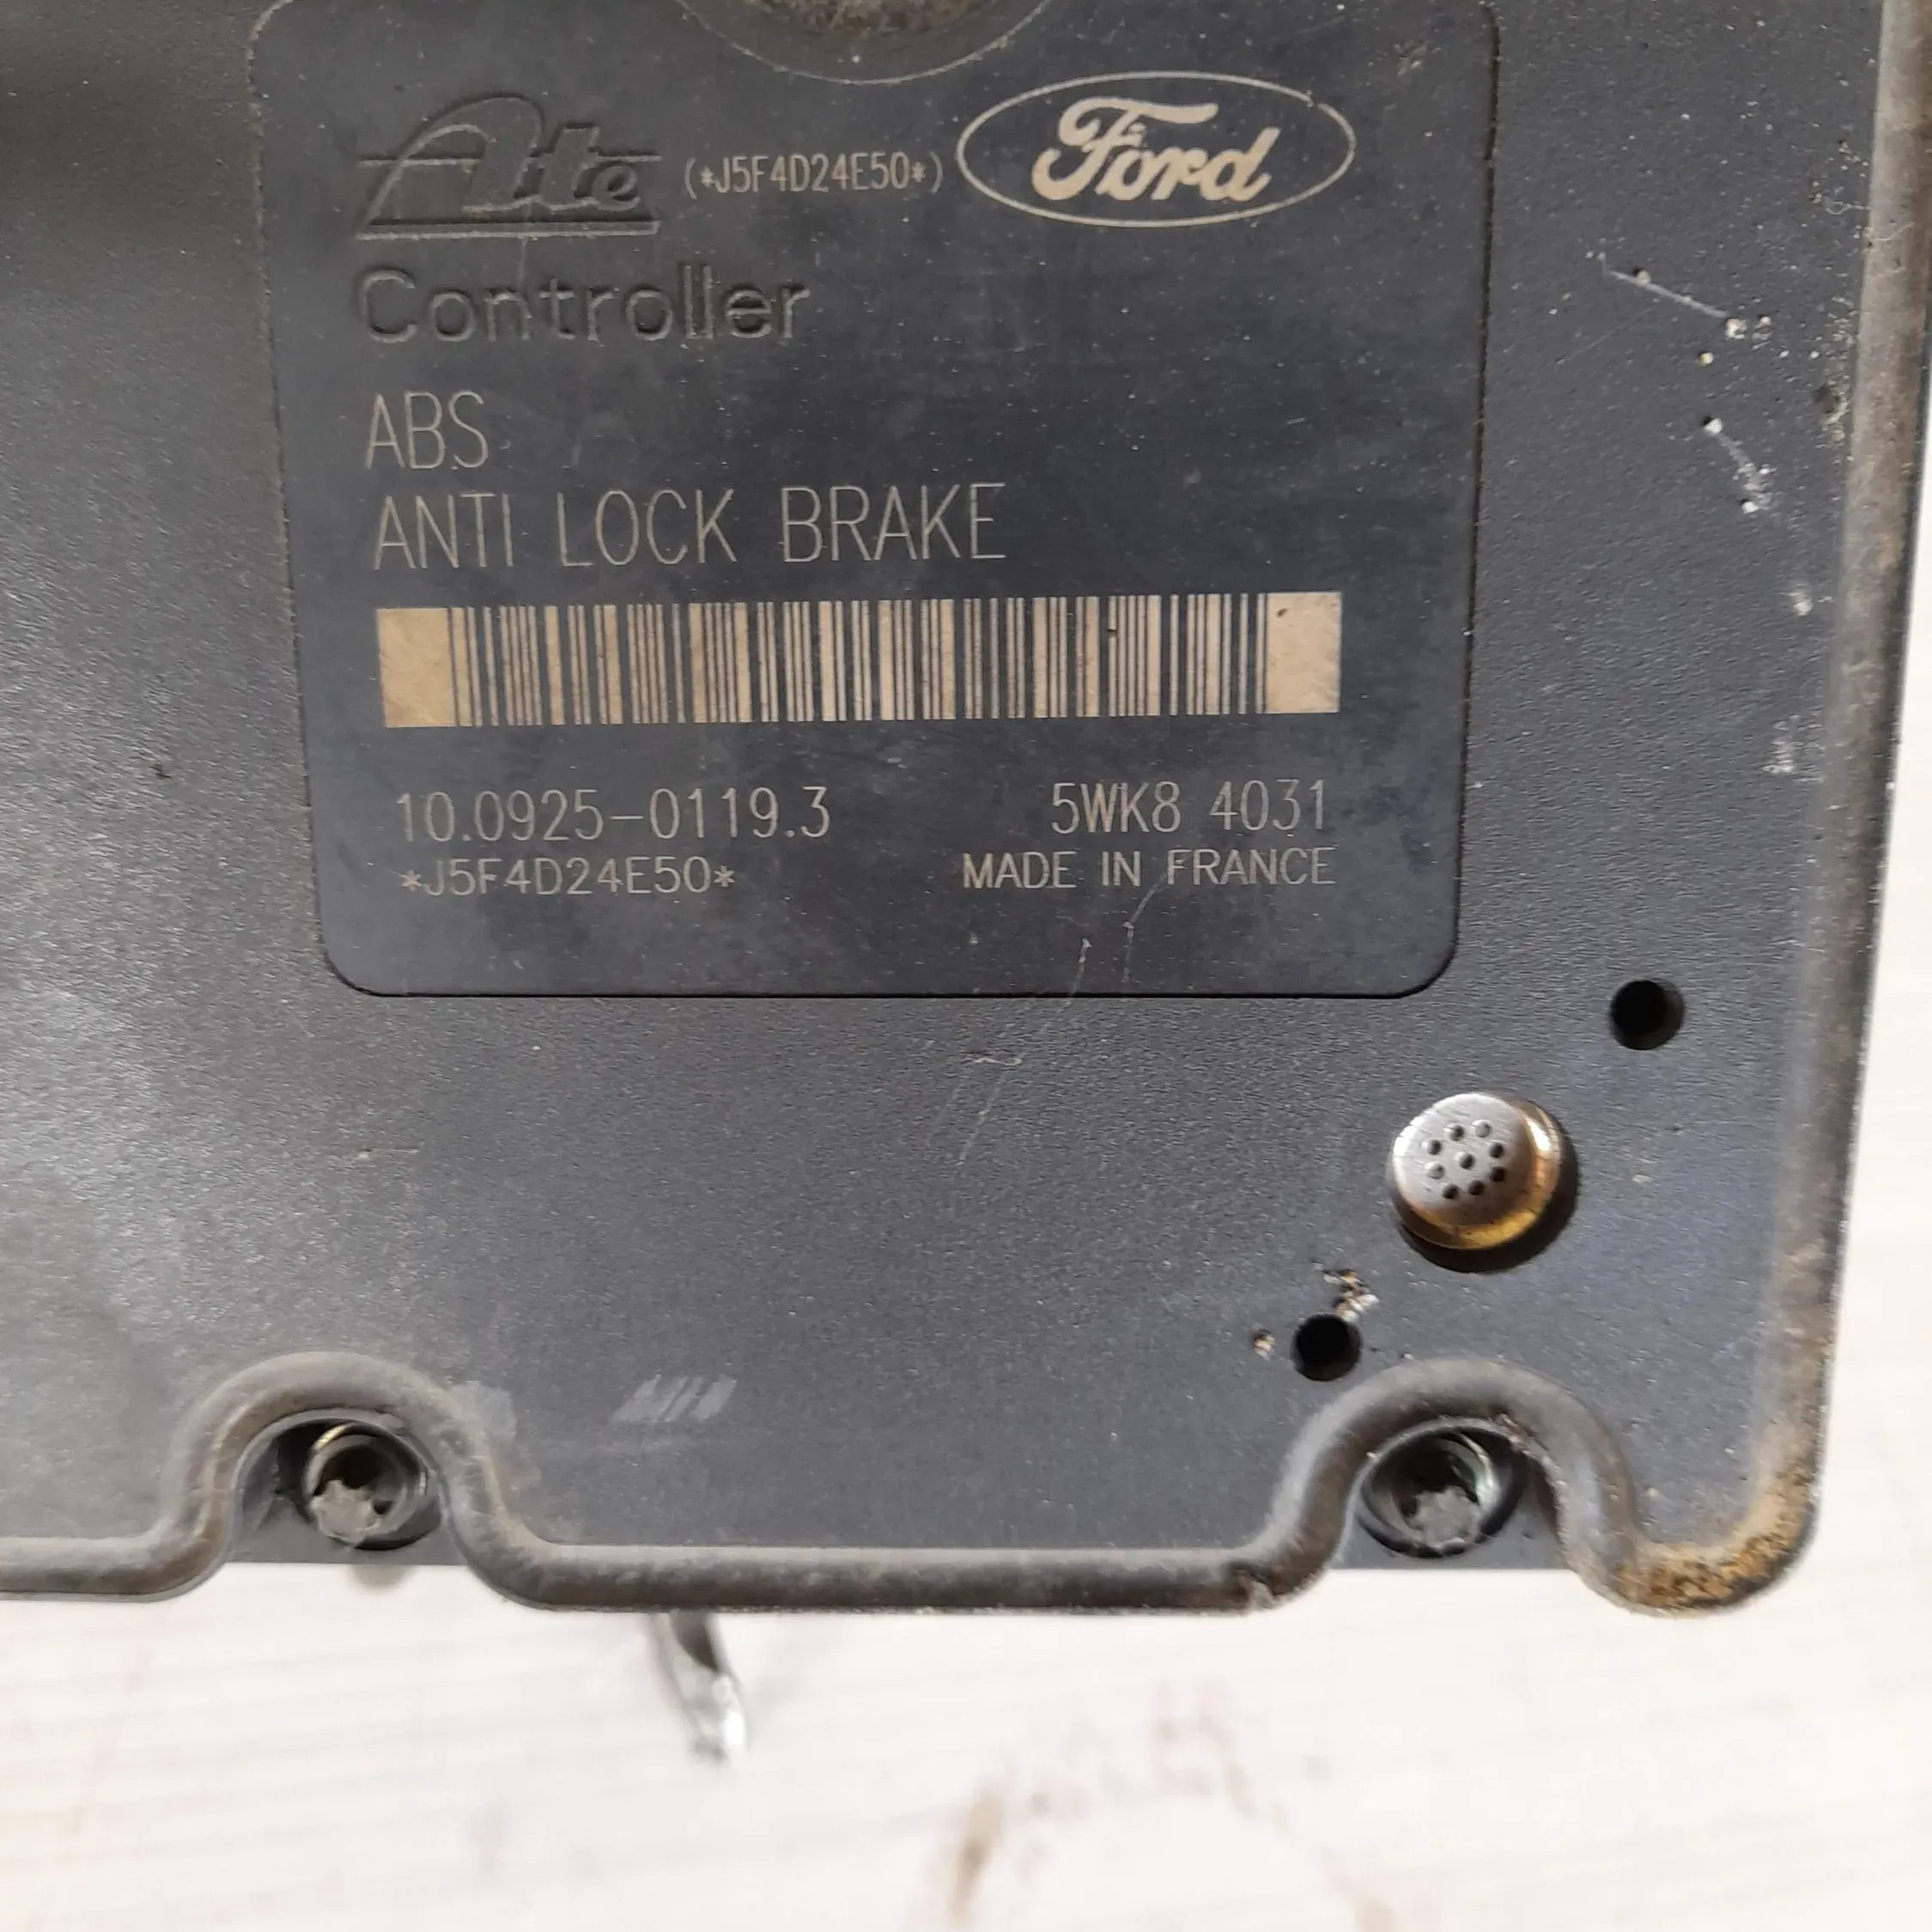 Ate (*J5F4D24E50*) Ford
Controller
ABS
ANTI LOCK BRAKE
10.0925-0119.3 5WK8 4031
*J5F4D24E50* MADE IN FRANCE